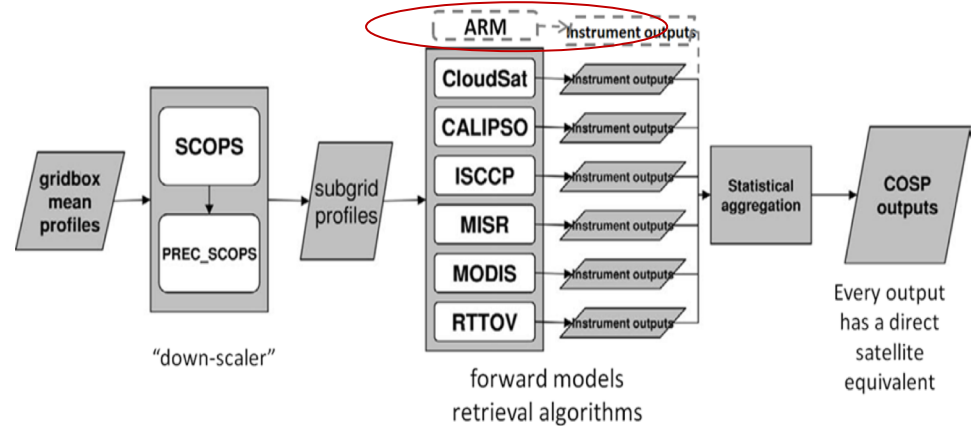 ARM
Instrument outputs
CloudSat
Instrument outputs
CALIPSO
Instrument outputs
ISCCP
Instrument outputs
MISR
Instrument outputs
MODIS
Instrument outputs
RTTOV
Instrument outputs
gridbox
mean
profiles
SCOPS
PREC_SCOPS
"down-scaler"
subgrid
profiles
forward models
retrieval algorithms
Statistical
aggregation
COSP
outputs
Every output
has a direct
satellite
equivalent